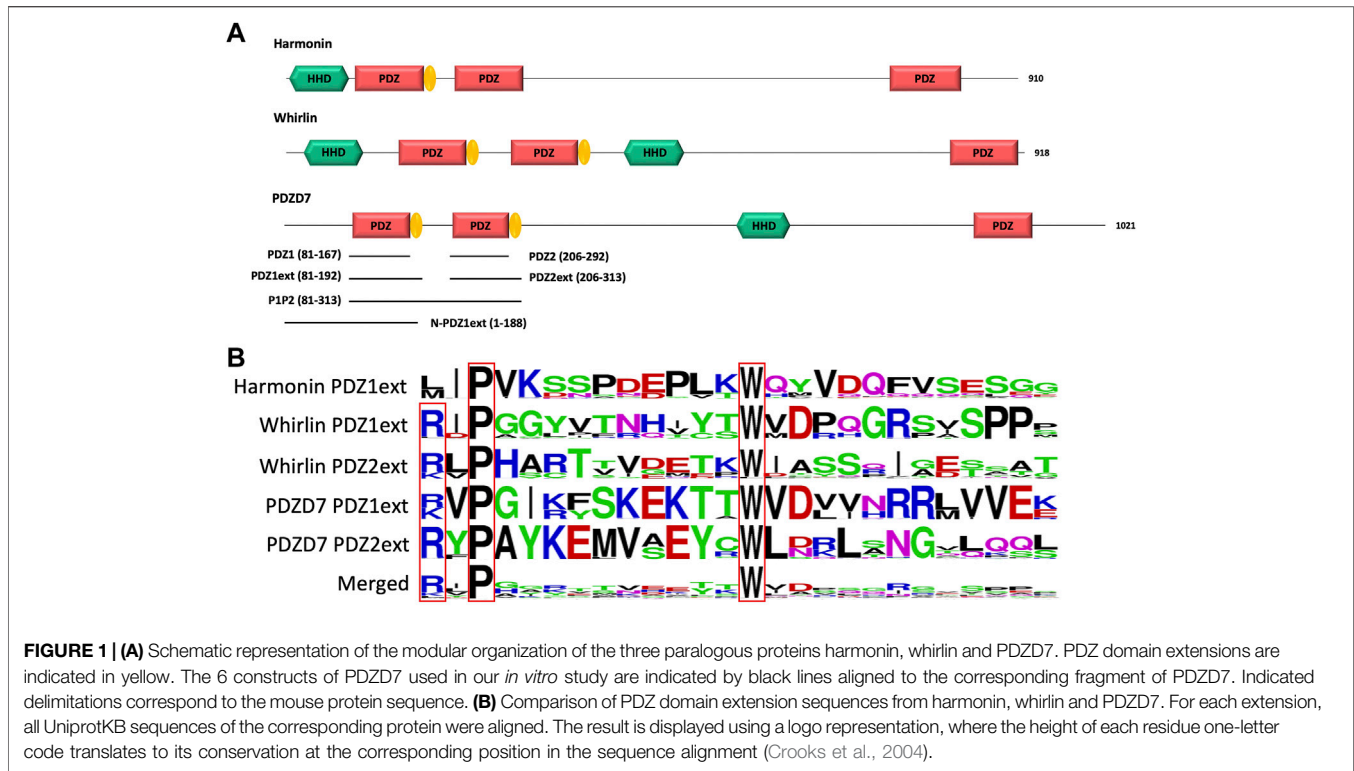 A
Harmonin
HHD PDZ PDZ PDZ 910
Whirlin
HHD PDZ PDZ HHD PDZ 918
PDZD7
PDZ PDZ HHD PDZ 1021
PDZ1 (81-167) PDZ2 (206-292)
PDZ1ext (81-192) PDZ2ext (206-313)
P1P2 (81-313)
N-PDZ1ext (1-188)
B
Harmonin PDZ1ext
Whirlin PDZ1ext
Whirlin PDZ2ext
PDZD7 PDZ1ext
PDZD7 PDZ2ext
Merged
FIGURE 1 | (A) Schematic representation of the modular organization of the three paralogous proteins harmonin, whirlin and PDZD7. PDZ domain extensions are
indicated in yellow. The 6 constructs of PDZD7 used in our in vitro study are indicated by black lines aligned to the corresponding fragment of PDZD7. Indicated
delimitations correspond to the mouse protein sequence. (B) Comparison of PDZ domain extension sequences from harmonin, whirlin and PDZD7. For each extension,
all UniprotKB sequences of the corresponding protein were aligned. The result is displayed using a logo representation, where the height of each residue one-letter
code translates to its conservation at the corresponding position in the sequence alignment (Crooks et al., 2004).